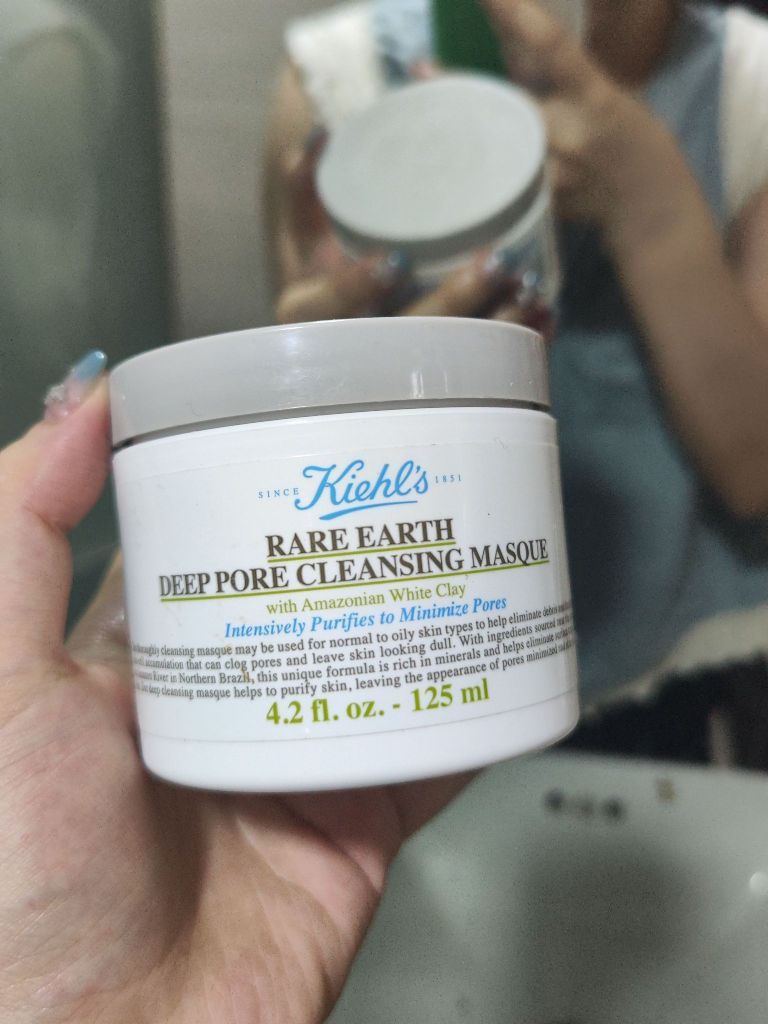 SINCE Kiehl's 1851
RARE EARTH
DEEP PORE CLEANSING MASQUE
with Amazonian White Clay
Intensively Purifies to Minimize Pores
cleansing masque may be used for normal to oily skin types to help eliminate debris
accumulation that can clog pores and leave skin looking dull. With ingredients sourced
River in Northern Brazil, this unique formula is rich in minerals and helps eliminate
deep cleansing masque helps to purify skin, leaving the appearance of pores minimized
4.2 fl. oz. - 125 ml